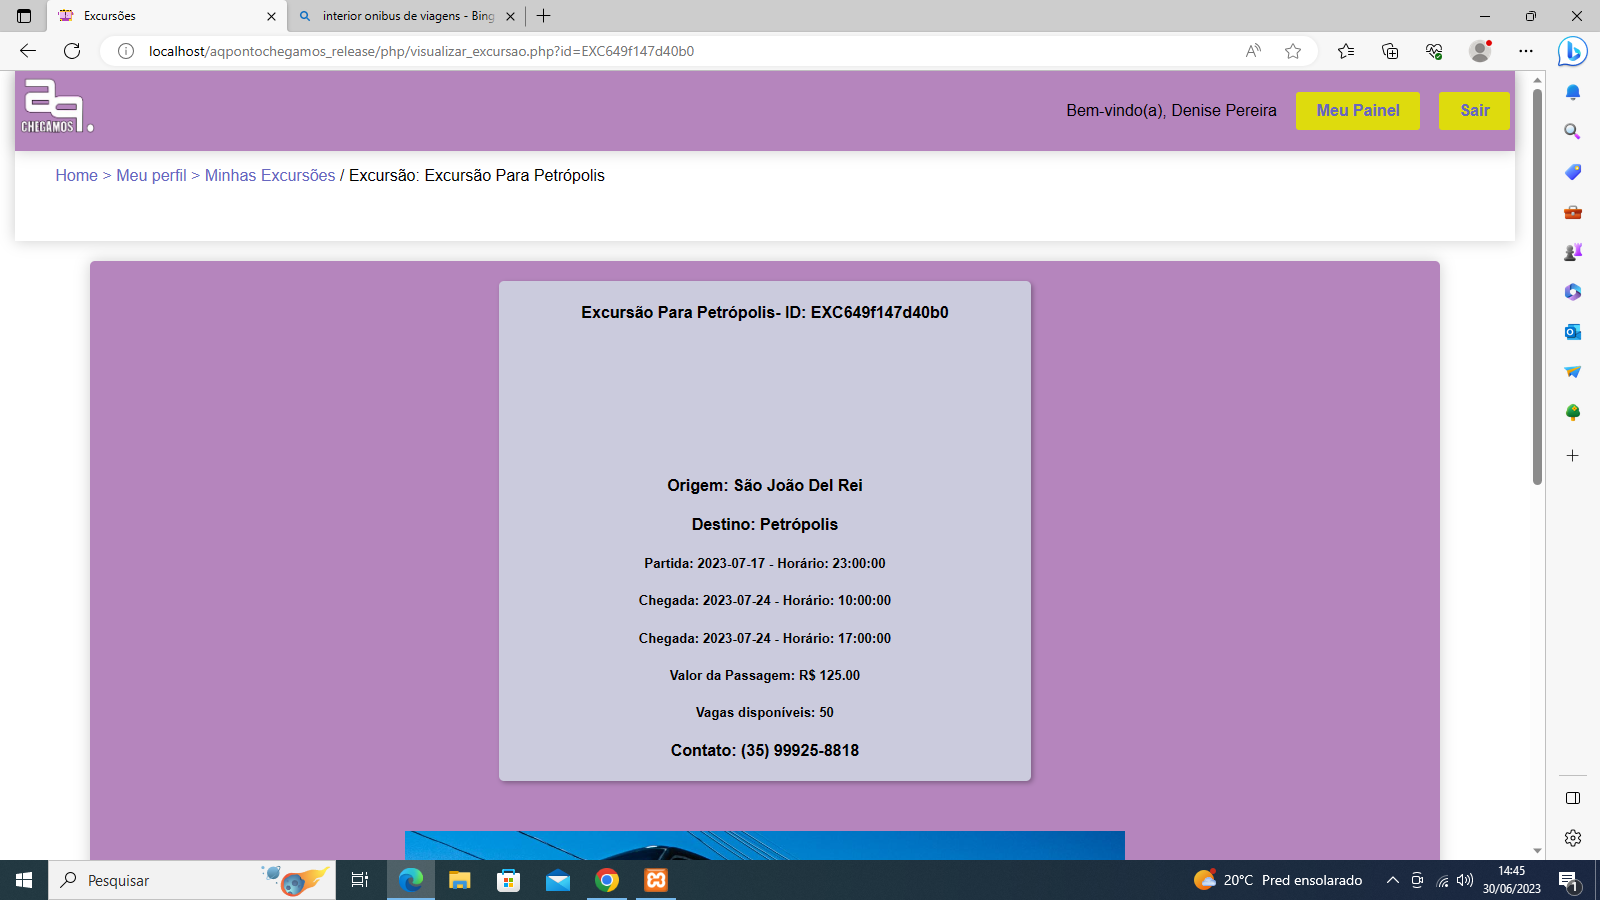 Excursões
interior onibus de viagens - Bing
localhost/aqpontochegamos_release/php/visualizar_excursao.php?id=EXC649f147d40b0
aq.
CHEGAMOS
Bem-vindo(a), Denise Pereira
Meu Painel
Sair
Home > Meu perfil > Minhas Excursões / Excursão: Excursão Para Petrópolis
Excursão Para Petrópolis- ID: EXC649f147d40b0
Origem: São João Del Rei
Destino: Petrópolis
Partida: 2023-07-17 - Horário: 23:00:00
Chegada: 2023-07-24 - Horário: 10:00:00
Chegada: 2023-07-24 - Horário: 17:00:00
Valor da Passagem: R$ 125.00
Vagas disponíveis: 50
Contato: (35) 99925-8818
Pesquisar
20°C Pred ensolarado
14:45
30/06/2023
1